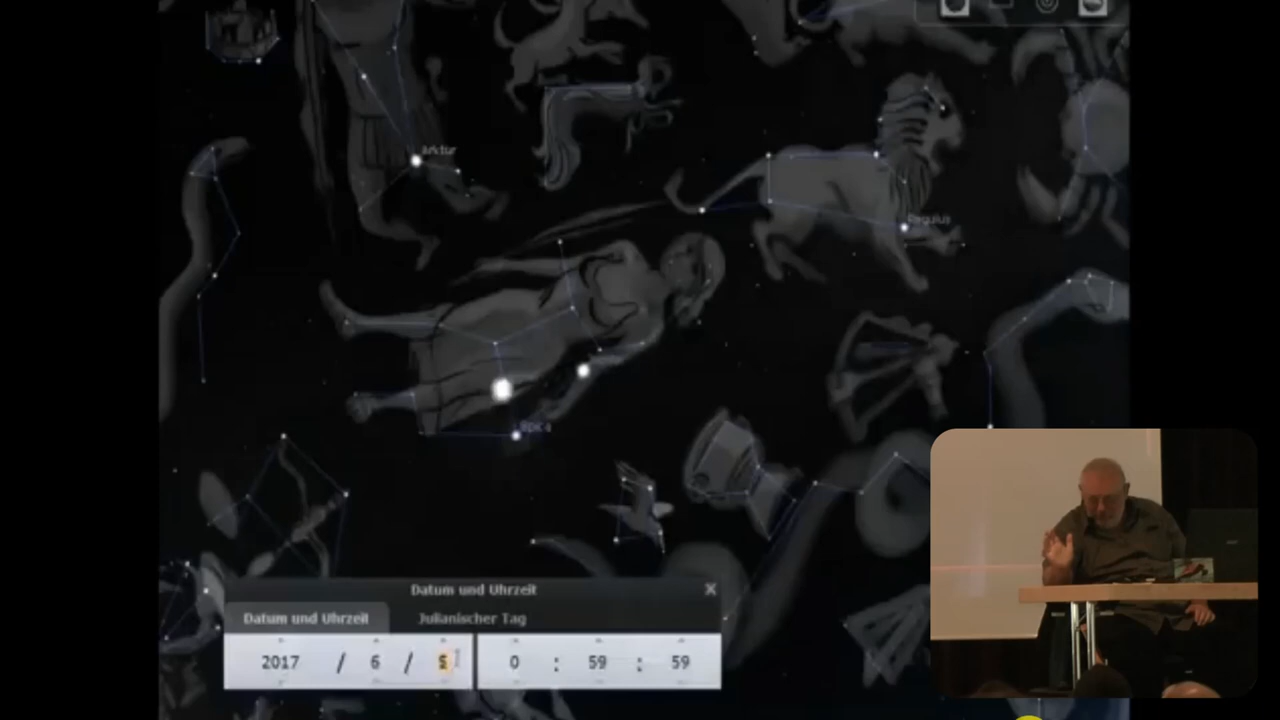 Arktur
Regulus
Spica
Datum und Uhrzeit X
Datum und Uhrzeit Julianischer Tag
2017 / 6 / 5 0 : 59 : 59